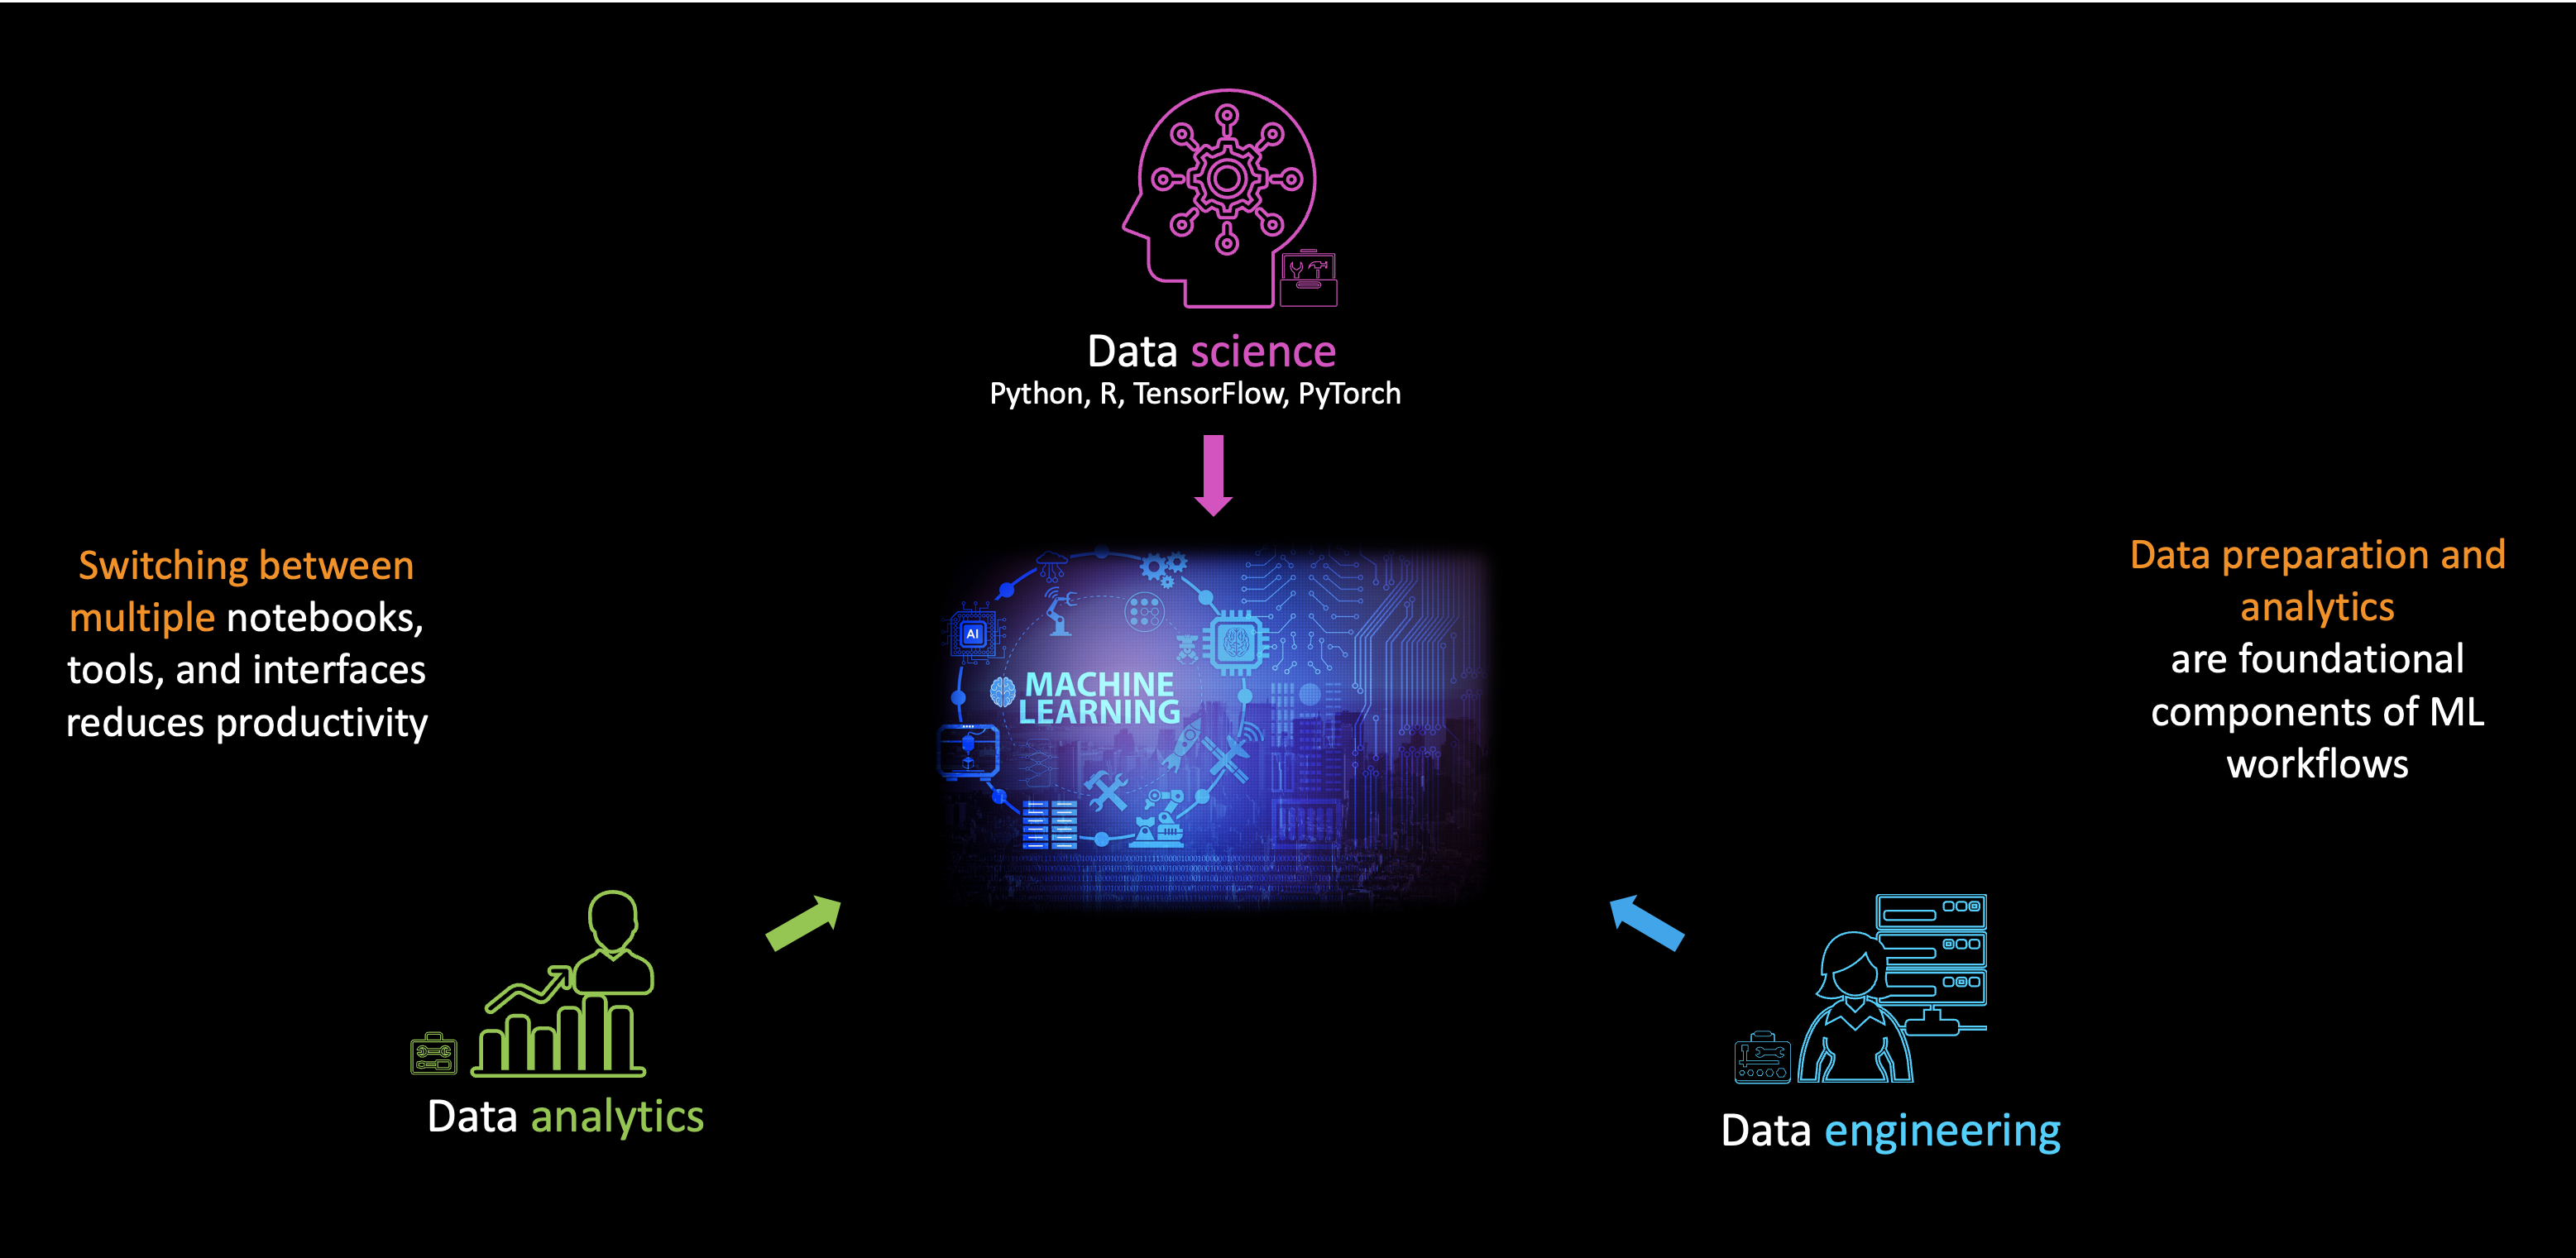 Data science
Python, R, TensorFlow, PyTorch
Switching between
multiple notebooks,
tools, and interfaces
reduces productivity
AI
MACHINE
LEARNING
Data preparation and
analytics
are foundational
components of ML
workflows
Data analytics
Data engineering